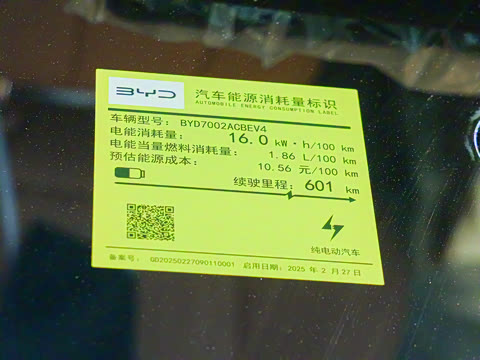 BYD
汽车能源消耗量标识
AUTOMOBILE ENERGY CONSUMPTION LABEL
车辆型号: BYD7002ACBEV4
电能消耗量: 16.0 kW·h/100 km
电能当量燃料消耗量: 1.86 L/100 km
预估能源成本: 10.56 元/100 km
续驶里程: 601 km
纯电动汽车
备案号: GD20250227090110001 启用日期: 2025 年 2 月 27 日